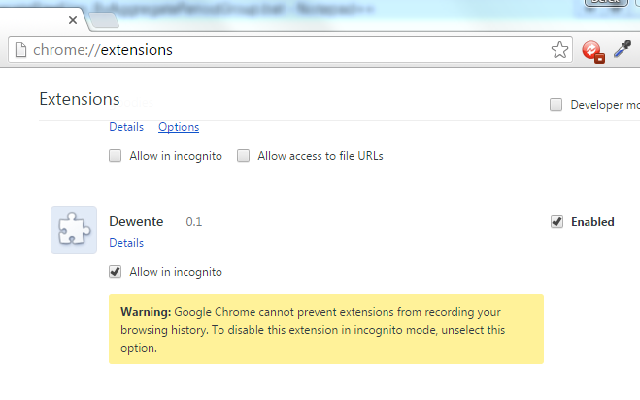 chrome://extensions
Extensions
Developer mo
Details Options
Allow in incognito Allow access to file URLs
Dewente 0.1
Enabled
Details
Allow in incognito
Warning: Google Chrome cannot prevent extensions from recording your
browsing history. To disable this extension in incognito mode, unselect this
option.